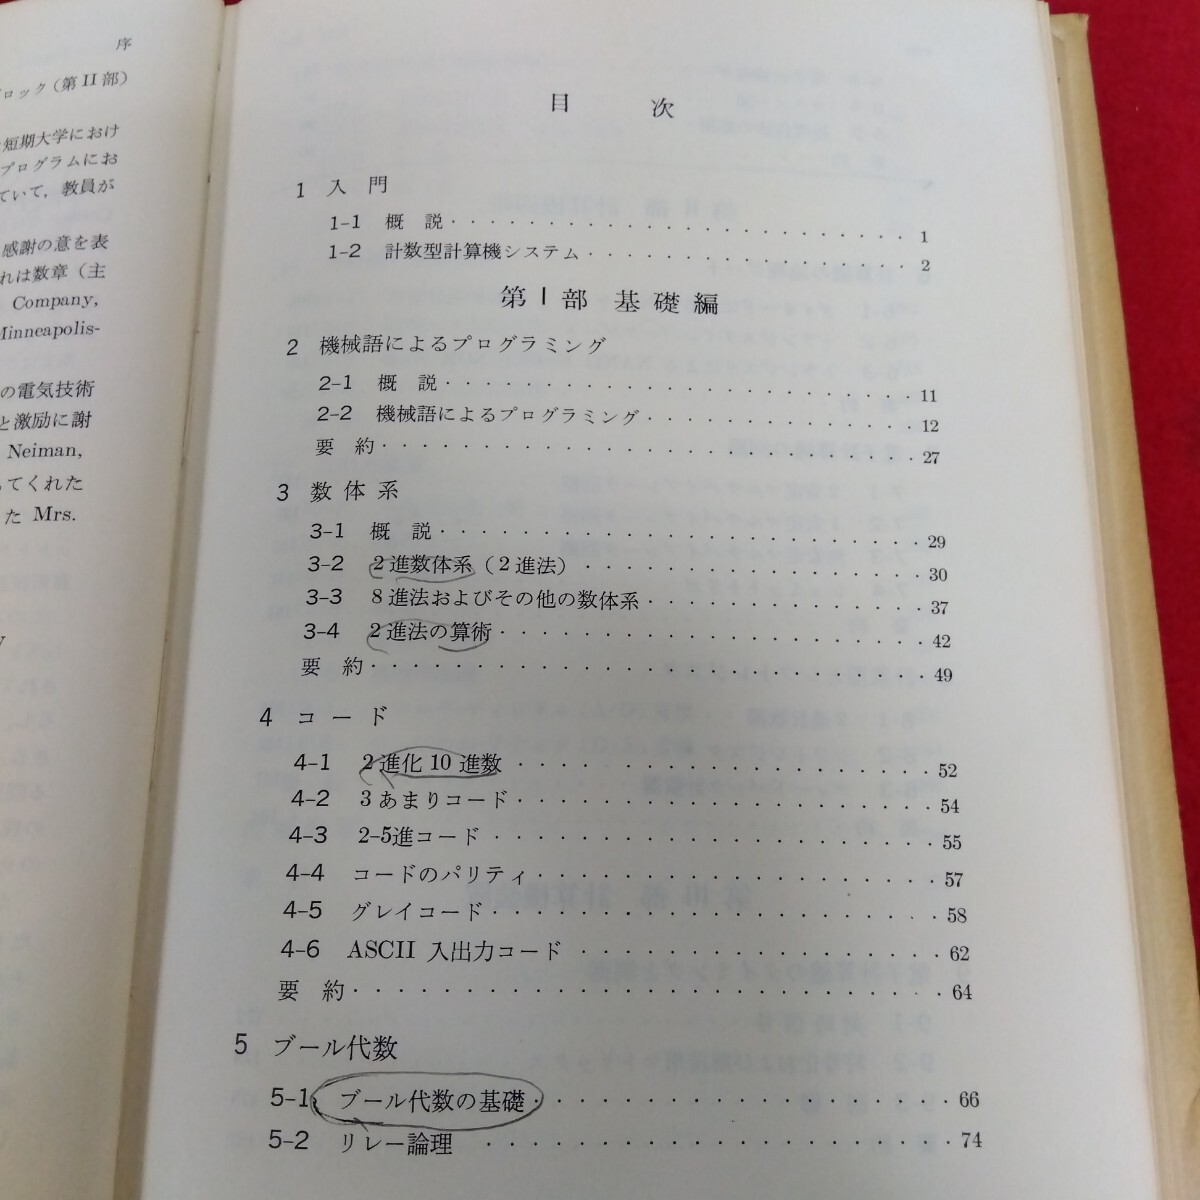 序
ロック(第 II 部)
短期大学におけ
プログラムにお
ていて,教員が
感謝の意を表
れは数章(主
Company,
Minneapolis-
の電気技術
と激励に謝
Neiman,
してくれた
た Mrs.
目 次
1 入 門
1-1 概 説 1
1-2 計数型計算機システム 2
第 I 部 基 礎 編
2 機械語によるプログラミング
2-1 概 説 11
2-2 機械語によるプログラミング 12
要 約 27
3 数 体 系
3-1 概 説 29
3-2 2進数体系(2進法) 30
3-3 8進法およびその他の数体系 37
3-4 2進法の算術 42
要 約 49
4 コ ー ド
4-1 2進化 10 進数 52
4-2 3あまりコード 54
4-3 2-5進コード 55
4-4 コードのパリティ 57
4-5 グレイコード 58
4-6 ASCII 入出力コード 62
要 約 64
5 ブール代数
5-1 ブール代数の基礎 66
5-2 リレー論理 74